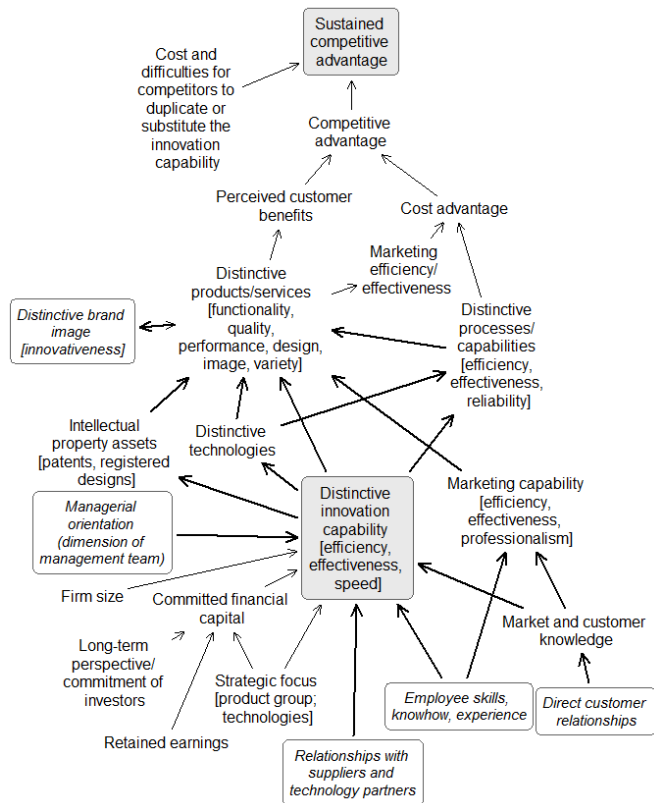 Sustained
competitive
advantage
Cost and
difficulties for
competitors to
duplicate or
substitute the
innovation
capability
Competitive
advantage
Perceived customer
benefits
Cost advantage
Marketing
efficiency/
effectiveness
Distinctive
products/services
[functionality,
quality,
performance, design,
image, variety]
Distinctive brand
image
[innovativeness]
Distinctive
processes/
capabilities
[efficiency,
effectiveness,
reliability]
Intellectual
property assets
[patents, registered
designs]
Distinctive
technologies
Distinctive
innovation
capability
[efficiency,
effectiveness,
speed]
Marketing capability
[efficiency,
effectiveness,
professionalism]
Managerial
orientation
(dimension of
management team)
Firm size
Committed financial
capital
Market and customer
knowledge
Long-term
perspective/
commitment of
investors
Strategic focus
[product group;
technologies]
Retained earnings
Relationships with
suppliers and
technology partners
Employee skills,
knowhow, experience
Direct customer
relationships